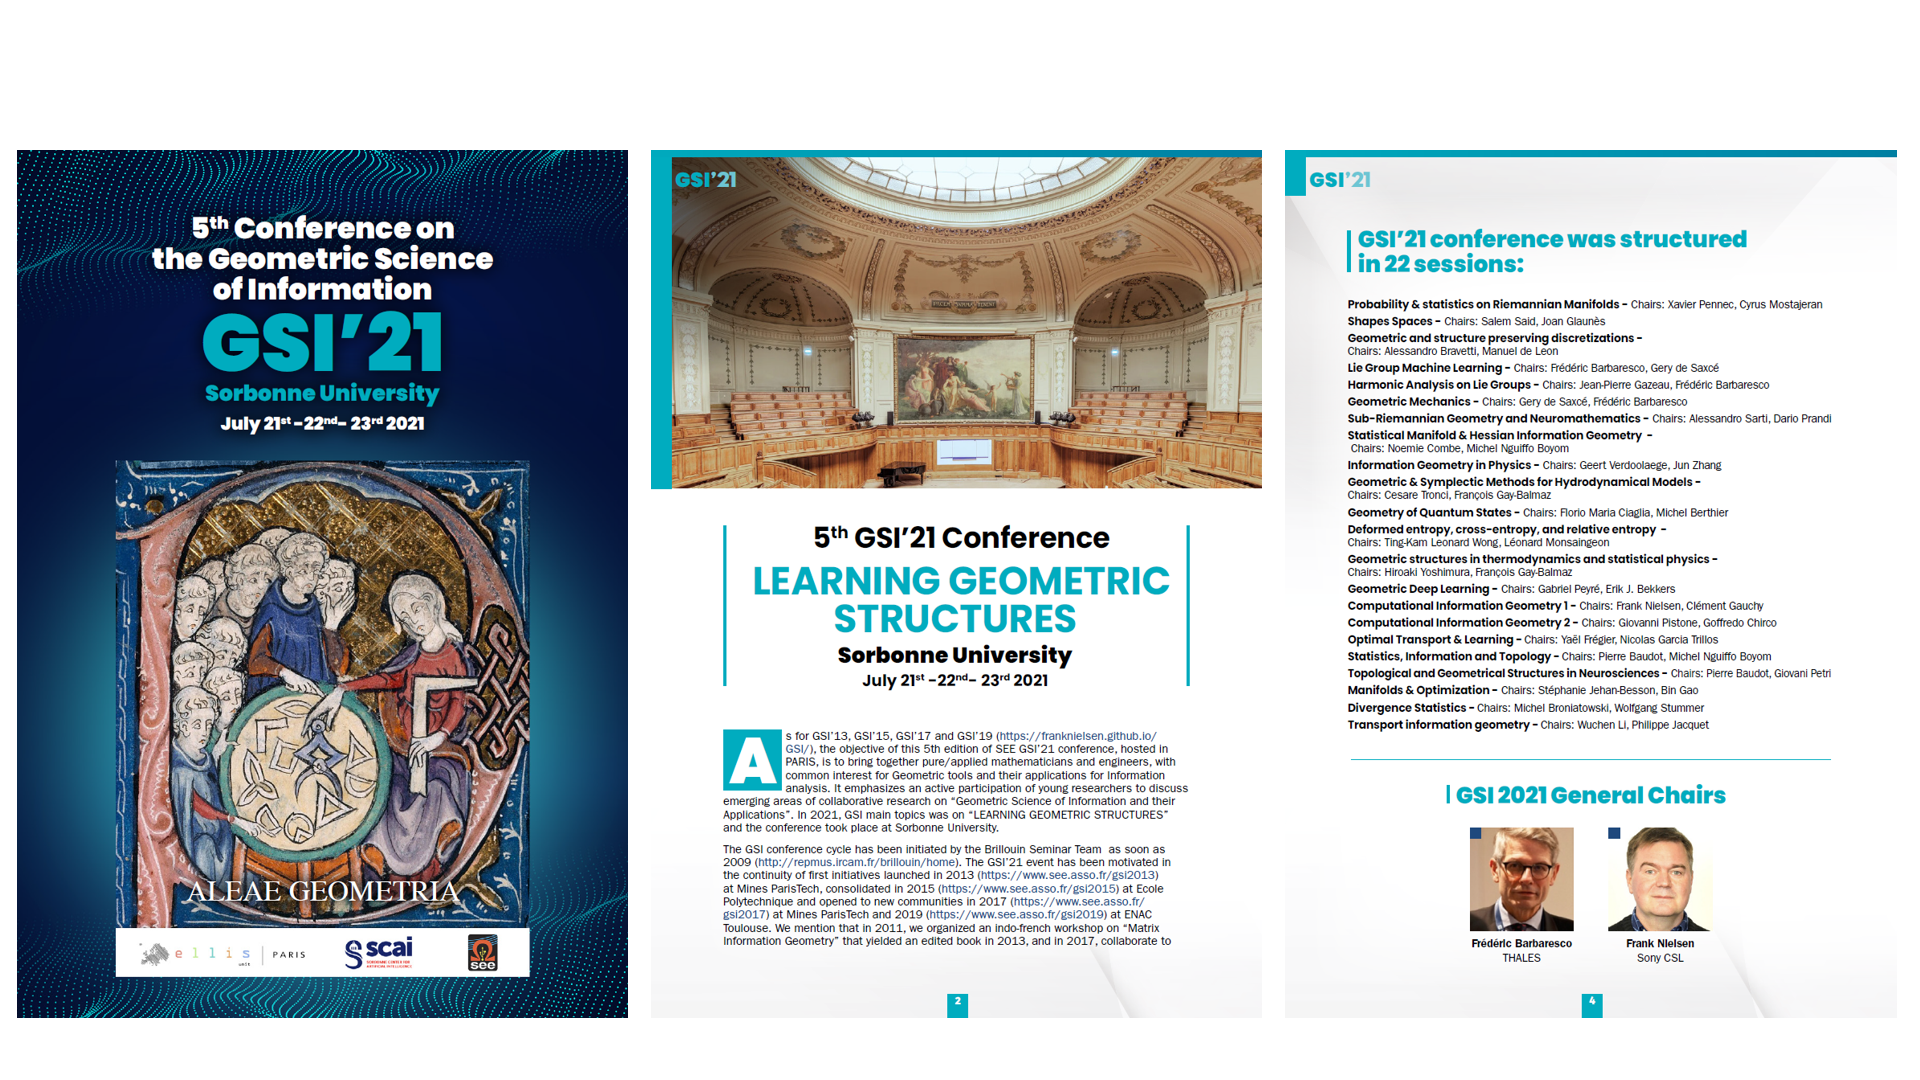 5th Conference on
the Geometric Science
of Information
GSI’21
Sorbonne University
July 21st -22nd- 23rd 2021
ALEAE GEOMETRIA
ellis
unit
PARIS
scai
see
GSI’21
5th GSI’21 Conference
LEARNING GEOMETRIC
STRUCTURES
Sorbonne University
July 21st -22nd- 23rd 2021
As for GSI’13, GSI’15, GSI’17 and GSI’19 (https://franknielsen.github.io/
GSI/), the objective of this 5th edition of SEE GSI’21 conference, hosted in
PARIS, is to bring together pure/applied mathematicians and engineers, with
common interest for Geometric tools and their applications for Information
analysis. It emphasizes an active participation of young researchers to discuss
emerging areas of collaborative research on “Geometric Science of Information and their
Applications”. In 2021, GSI main topics was on “LEARNING GEOMETRIC STRUCTURES”
and the conference took place at Sorbonne University.
The GSI conference cycle has been initiated by the Brillouin Seminar Team as soon as
2009 (http://repmus.ircam.fr/brillouin/home). The GSI’21 event has been motivated in
the continuity of first initiatives launched in 2013 (https://www.see.asso.fr/gsi2013)
at Mines ParisTech, consolidated in 2015 (https://www.see.asso.fr/gsi2015) at Ecole
Polytechnique and opened to new communities in 2017 (https://www.see.asso.fr/
gsi2017) at Mines ParisTech and 2019 (https://www.see.asso.fr/gsi2019) at ENAC
Toulouse. We mention that in 2011, we organized an indo-french workshop on “Matrix
Information Geometry” that yielded an edited book in 2013, and in 2017, collaborate to
2
GSI’21
GSI’21 conference was structured
in 22 sessions:
Probability & statistics on Riemannian Manifolds - Chairs: Xavier Pennec, Cyrus Mostajeran
Shapes Spaces - Chairs: Salem Said, Joan Glaunès
Geometric and structure preserving discretizations -
Chairs: Alessandro Bravetti, Manuel de Leon
Lie Group Machine Learning - Chairs: Frédéric Barbaresco, Gery de Saxcé
Harmonic Analysis on Lie Groups - Chairs: Jean-Pierre Gazeau, Frédéric Barbaresco
Geometric Mechanics - Chairs: Gery de Saxcé, Frédéric Barbaresco
Sub-Riemannian Geometry and Neuromathematics - Chairs: Alessandro Sarti, Dario Prandi
Statistical Manifold & Hessian Information Geometry -
Chairs: Noemie Combe, Michel Nguiffo Boyom
Information Geometry in Physics - Chairs: Geert Verdoolaege, Jun Zhang
Geometric & Symplectic Methods for Hydrodynamical Models -
Chairs: Cesare Tronci, François Gay-Balmaz
Geometry of Quantum States - Chairs: Florio Maria Ciaglia, Michel Berthier
Deformed entropy, cross-entropy, and relative entropy -
Chairs: Ting-Kam Leonard Wong, Léonard Monsaingeon
Geometric structures in thermodynamics and statistical physics -
Chairs: Hiroaki Yoshimura, François Gay-Balmaz
Geometric Deep Learning - Chairs: Gabriel Peyré, Erik J. Bekkers
Computational Information Geometry 1 - Chairs: Frank Nielsen, Clément Gauchy
Computational Information Geometry 2 - Chairs: Giovanni Pistone, Goffredo Chirco
Optimal Transport & Learning - Chairs: Yaël Frégier, Nicolas Garcia Trillos
Statistics, Information and Topology - Chairs: Pierre Baudot, Michel Nguiffo Boyom
Topological and Geometrical Structures in Neurosciences - Chairs: Pierre Baudot, Giovani Petri
Manifolds & Optimization - Chairs: Stéphanie Jehan-Besson, Bin Gao
Divergence Statistics - Chairs: Michel Broniatowski, Wolfgang Stummer
Transport information geometry - Chairs: Wuchen Li, Philippe Jacquet
GSI 2021 General Chairs
Frédéric Barbaresco
THALES
Frank Nielsen
Sony CSL
4